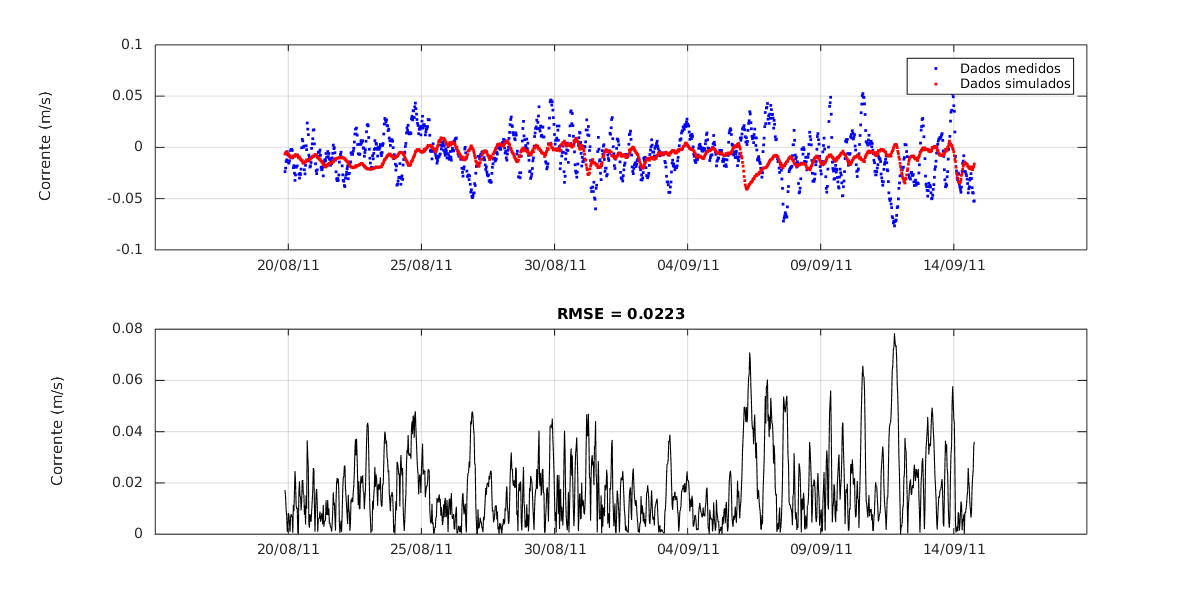 0.1
0.05
0
-0.05
-0.1
Corrente (m/s)
Dados medidos
Dados simulados
20/08/11 25/08/11 30/08/11 04/09/11 09/09/11 14/09/11
RMSE = 0.0223
0.08
0.06
0.04
0.02
0
Corrente (m/s)
20/08/11 25/08/11 30/08/11 04/09/11 09/09/11 14/09/11